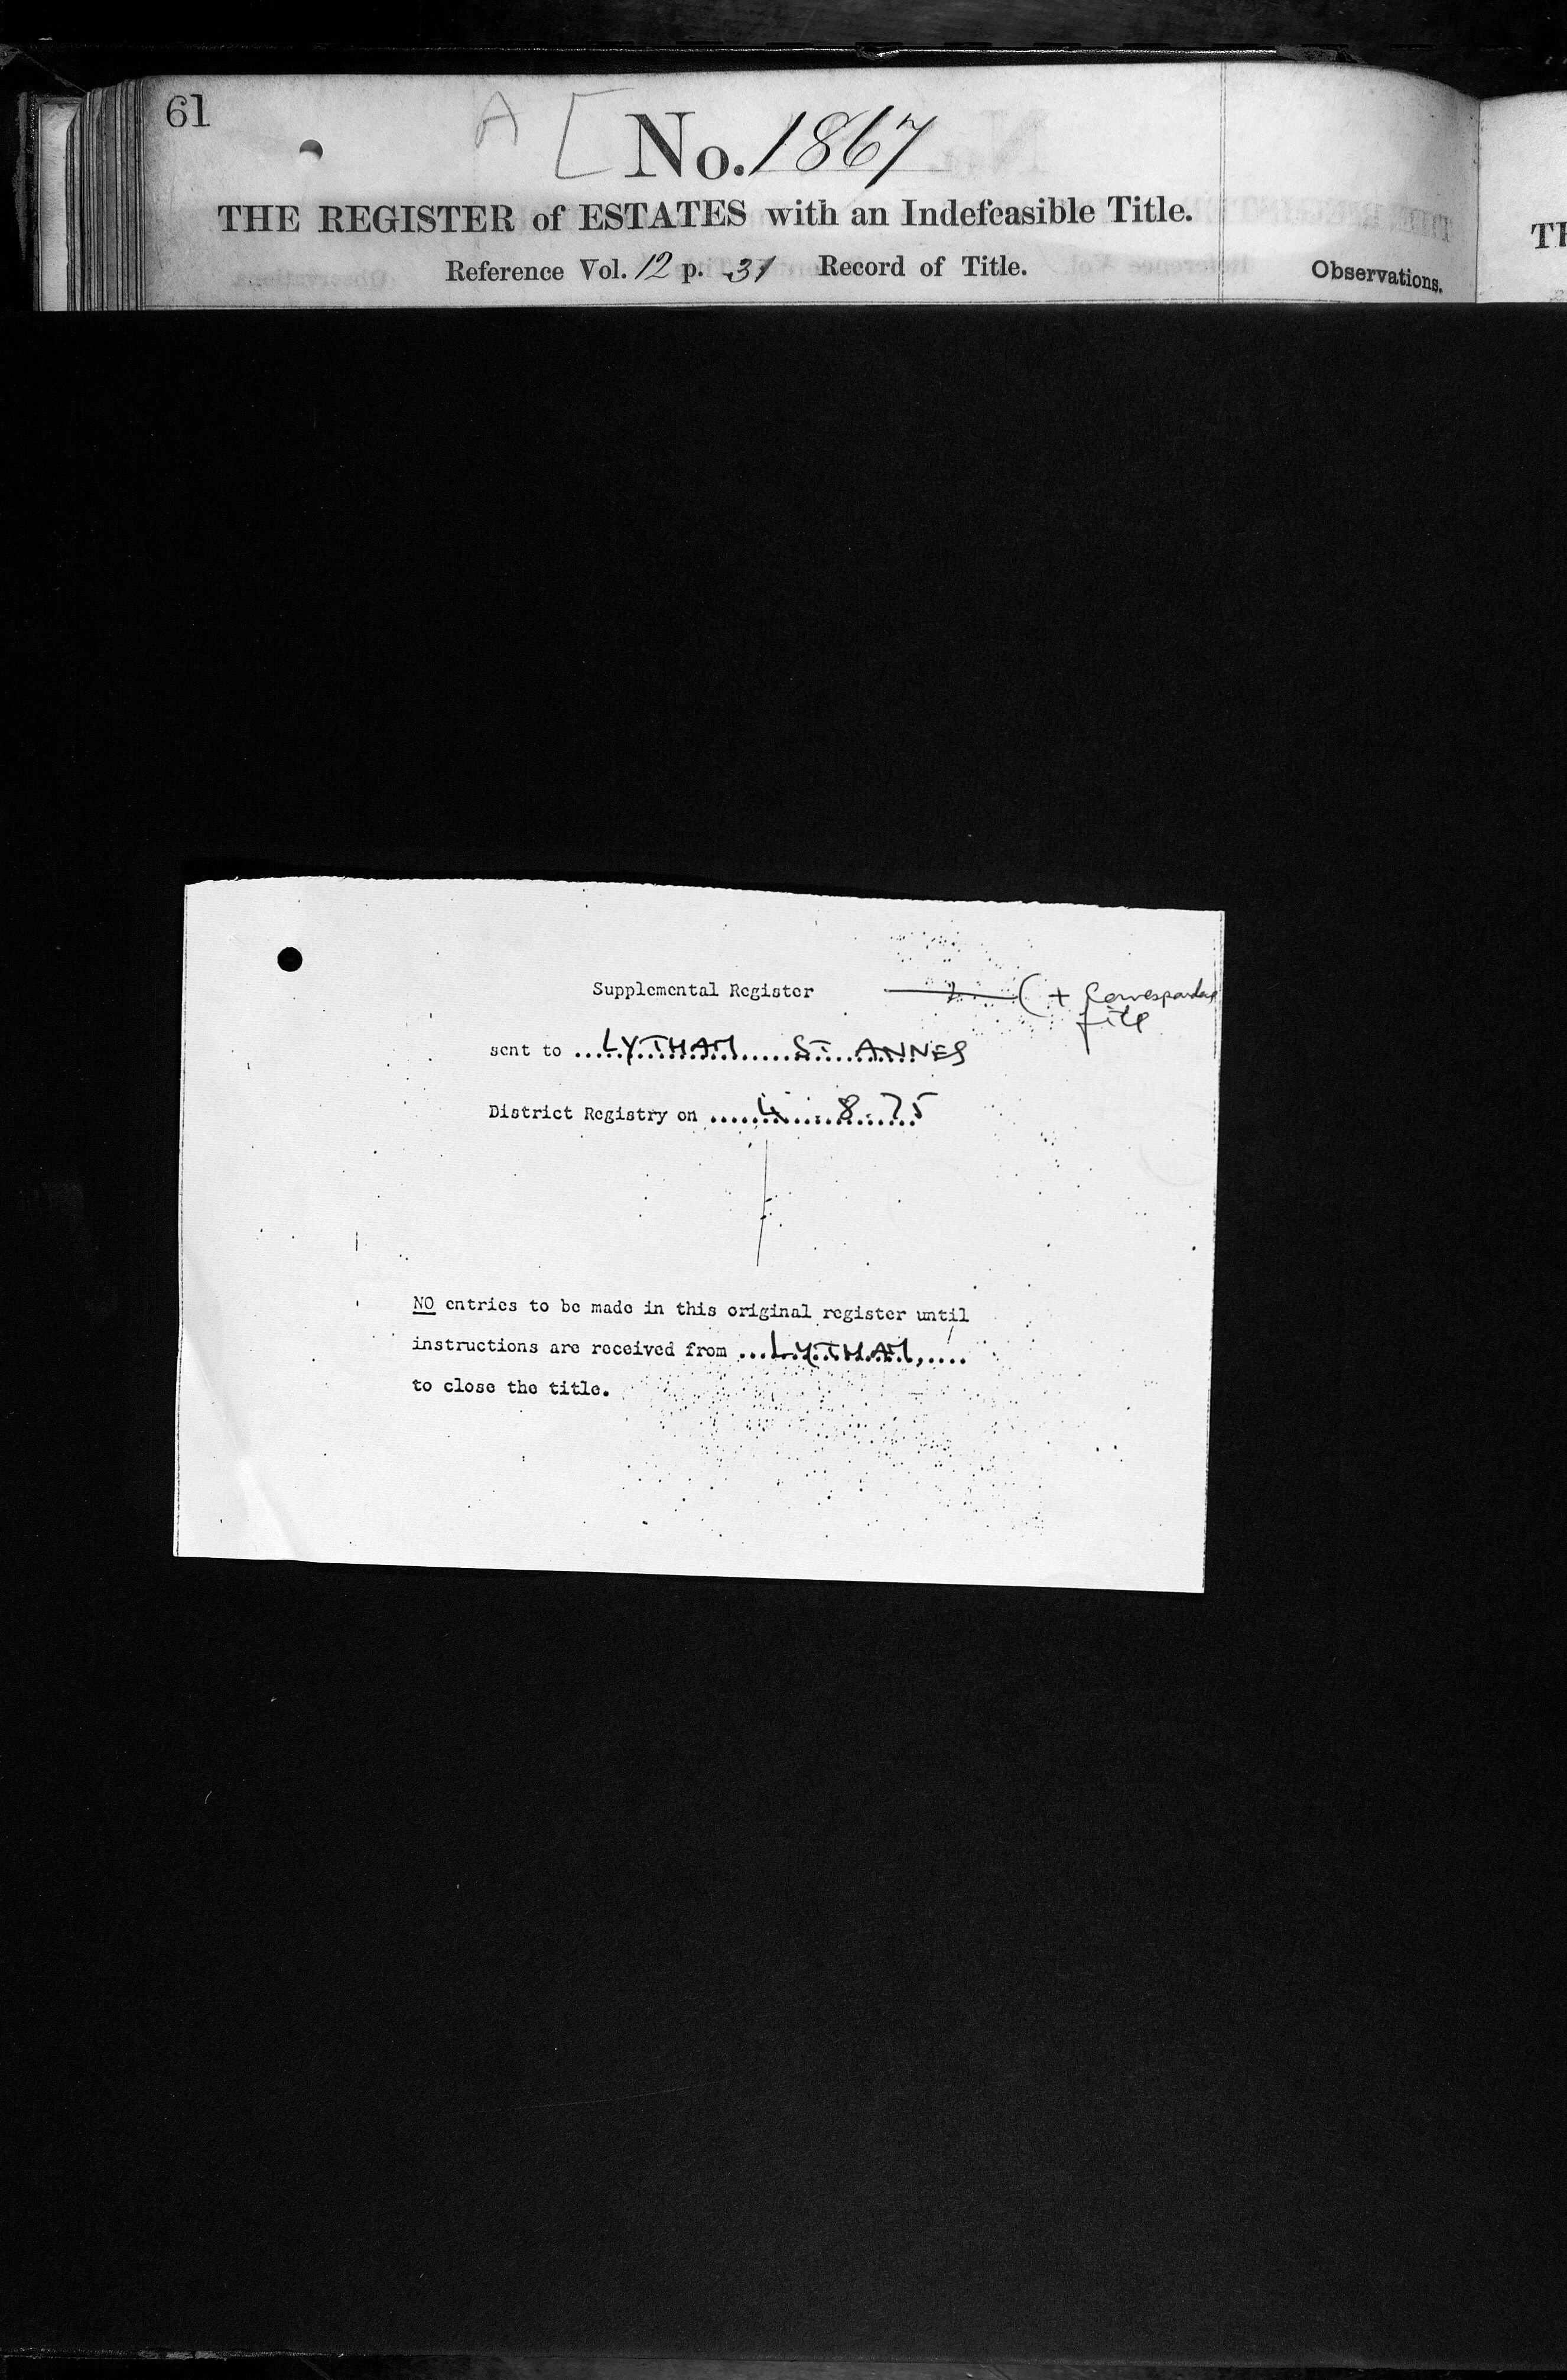 61
A [ No. 1867
THE REGISTER of ESTATES with an Indefeasible Title.
Reference Vol. 12 p. 31 Record of Title.
Observations.
Supplemental Register ( + Correspondence
file
sent to ...LYTHAM ST ANNES
District Registry on ...4.8.75
NO entries to be made in this original register until
instructions are received from ...LYTHAM,....
to close the title.